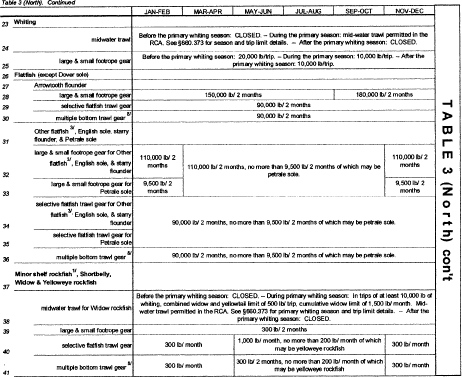 Table 3 (North). Continued
JAN-FEB MAR-APR MAY-JUN JUL-AUG SEP-OCT NOV-DEC
23 Whiting
24 midwater trawl
Before the primary whiting season: CLOSED. -- During the primary season: mid-water trawl permitted in the
RCA. See §660.373 for season and trip limit details. -- After the primary whiting season: CLOSED.
25 large & small footrope gear
Before the primary whiting season: 20,000 lb/trip. -- During the primary season: 10,000 lb/trip. -- After the
primary whiting season: 10,000 lb/trip.
26 Flatfish (except Dover sole)
27 Arrowtooth flounder
28 large & small footrope gear 150,000 lb/ 2 months 180,000 lb/ 2 months
29 selective flatfish trawl gear 90,000 lb/ 2 months
30 multiple bottom trawl gear 8/ 90,000 lb/ 2 months
31 Other flatfish 3/, English sole, starry
flounder, & Petrale sole
32 large & small footrope gear for Other
flatfish 3/, English sole, & starry
flounder
110,000 lb/ 2
months
110,000 lb/ 2 months, no more than 9,500 lb/ 2 months of which may be
petrale sole.
110,000 lb/ 2
months
33 large & small footrope gear for
Petrale sole
9,500 lb/ 2
months
9,500 lb/ 2
months
34 selective flatfish trawl gear for Other
flatfish 3/, English sole, & starry
flounder
90,000 lb/ 2 months, no more than 9,500 lb/ 2 months of which may be petrale sole.
35 selective flatfish trawl gear for
Petrale sole
36 multiple bottom trawl gear 8/ 90,000 lb/ 2 months, no more than 9,500 lb/ 2 months of which may be petrale sole.
37 Minor shelf rockfish 1/, Shortbelly,
Widow & Yelloweye rockfish
38 midwater trawl for Widow rockfish
Before the primary whiting season: CLOSED. -- During primary whiting season: In trips of at least 10,000 lb of
whiting, combined widow and yellowtail limit of 500 lb/ trip, cumulative widow limit of 1,500 lb/ month. Mid-
water trawl permitted in the RCA. See §660.373 for primary whiting season and trip limit details. -- After the
primary whiting season: CLOSED.
39 large & small footrope gear 300 lb/ 2 months
40 selective flatfish trawl gear 300 lb/ month
1,000 lb/ month, no more than 200 lb/ month of which
may be yelloweye rockfish
300 lb/ month
41 multiple bottom trawl gear 8/ 300 lb/ month
300 lb/ 2 months, no more than 200 lb/ month of which
may be yelloweye rockfish
300 lb/ month
TABLE 3 (North) con't